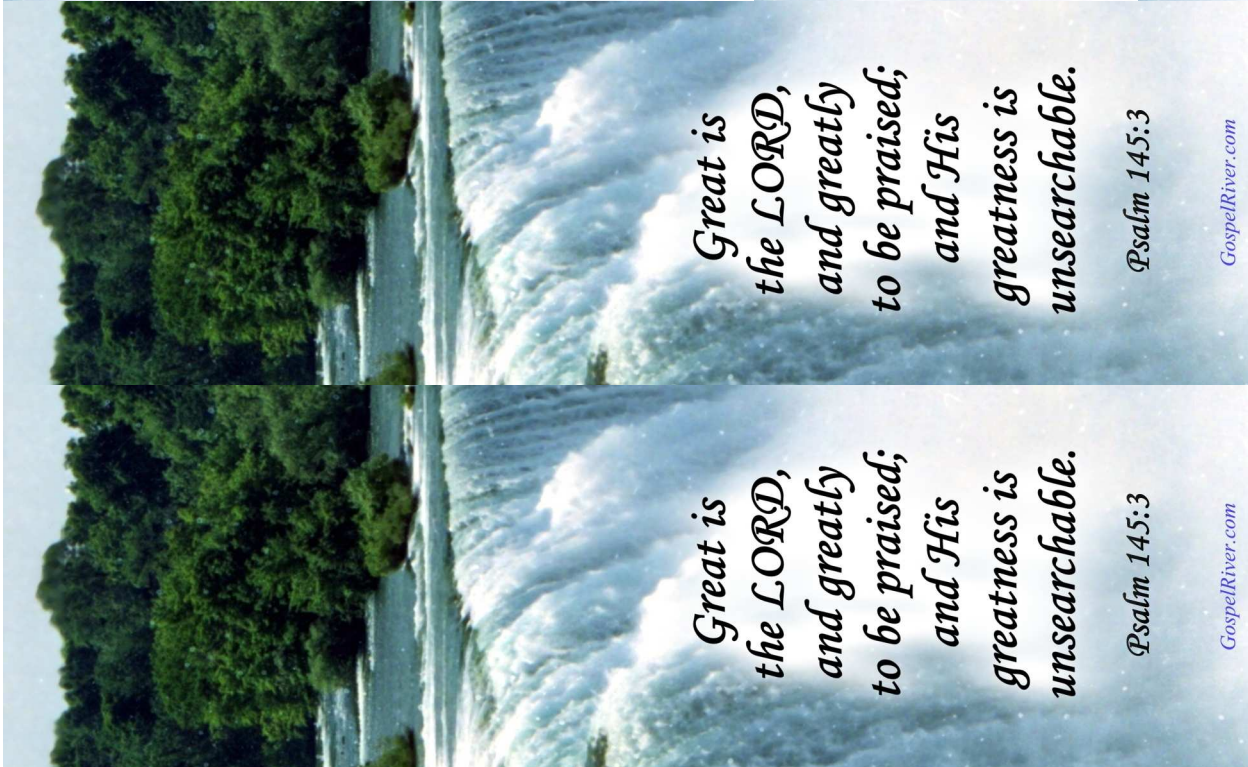 Great is
the LORD,
and greatly
to be praised;
and His
greatness is
unsearchable.
Psalm 145:3
GospelRiver.com
Great is
the LORD,
and greatly
to be praised;
and His
greatness is
unsearchable.
Psalm 145:3
GospelRiver.com